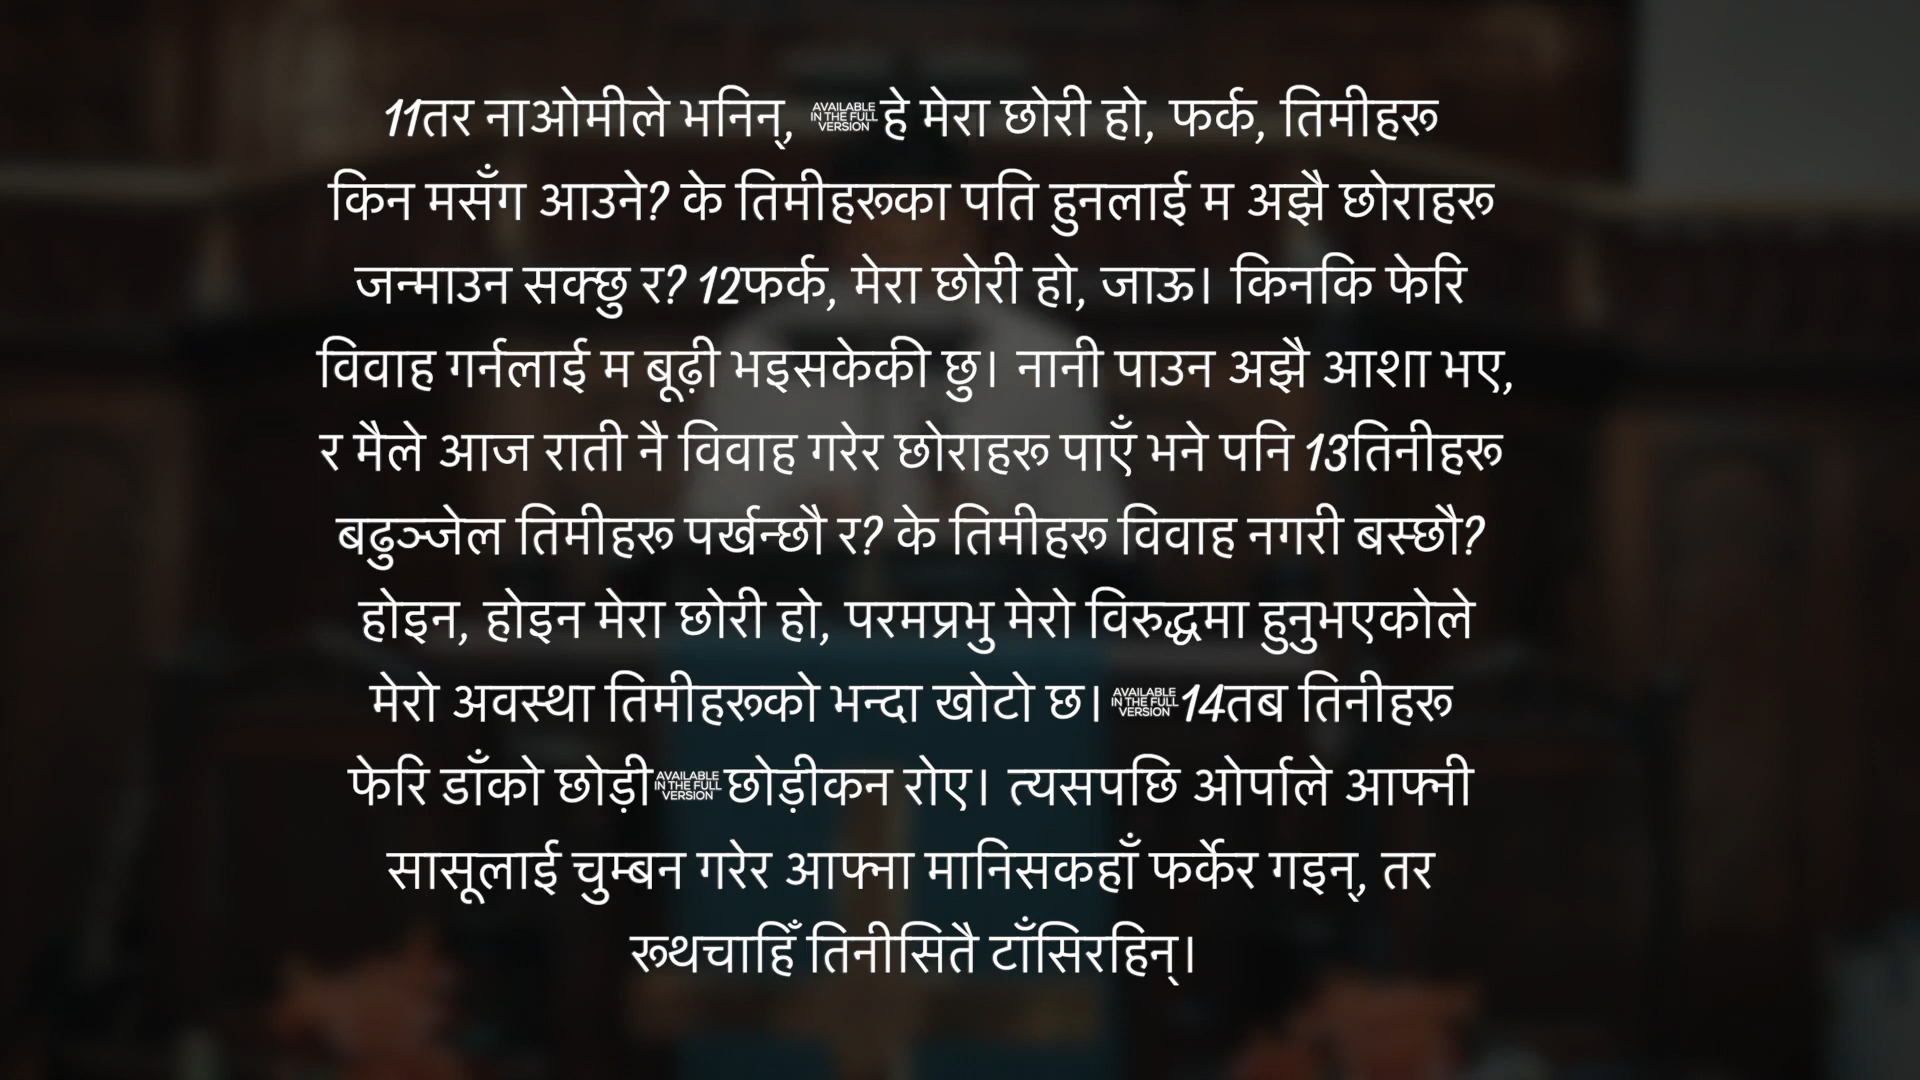 11तर नाओमीले भनिन्, AVAILABLE IN THE FULL VERSION हे मेरा छोरी हो, फर्क, तिमीहरू
किन मसँग आउने? के तिमीहरूका पति हुनलाई म अझै छोराहरू
जन्माउन सक्छु र? 12फर्क, मेरा छोरी हो, जाऊ। किनकि फेरि
विवाह गर्नलाई म बूढ़ी भइसकेकी छु। नानी पाउन अझै आशा भए,
र मैले आज राती नै विवाह गरेर छोराहरू पाएँ भने पनि 13तिनीहरू
बढुञ्जेल तिमीहरू पर्खन्छौ र? के तिमीहरू विवाह नगरी बस्छौ?
होइन, होइन मेरा छोरी हो, परमप्रभु मेरो विरुद्धमा हुनुभएकोले
मेरो अवस्था तिमीहरूको भन्दा खोटो छ। AVAILABLE IN THE FULL VERSION 14तब तिनीहरू
फेरि डाँको छोड़ी AVAILABLE IN THE FULL VERSION छोड़ीकन रोए। त्यसपछि ओर्पाले आफ्नी
सासूलाई चुम्बन गरेर आफ्ना मानिसकहाँ फर्केर गइन्, तर
रूथचाहिँ तिनीसितै टाँसिरहिन्।